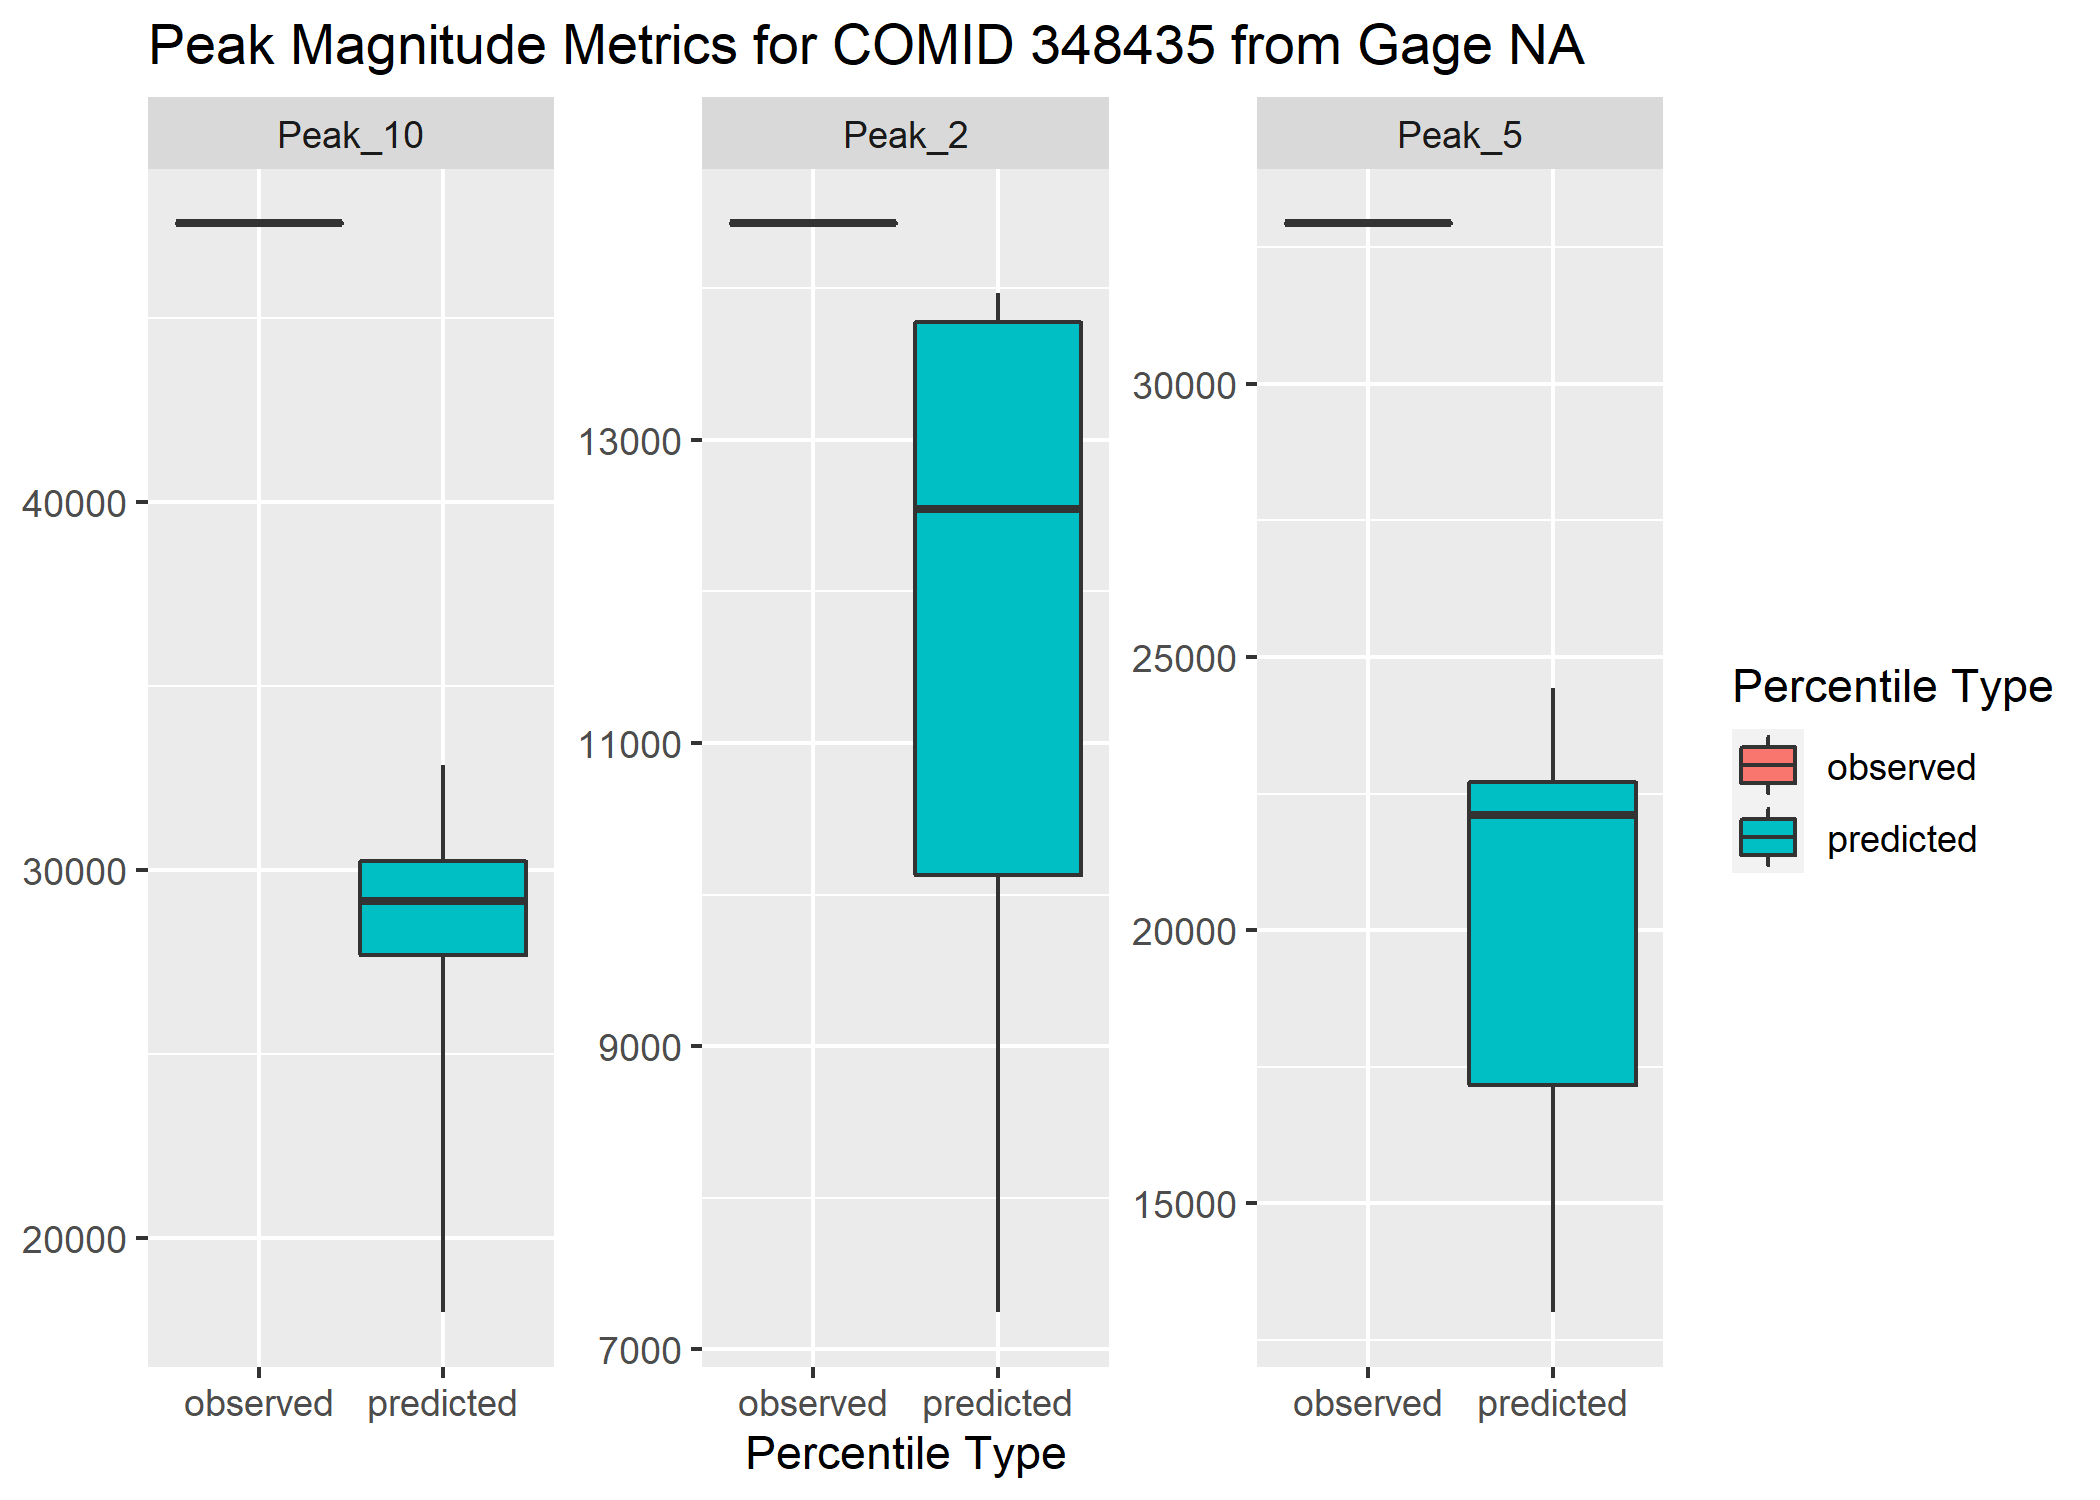 Peak Magnitude Metrics for COMID 348435 from Gage NA
Peak_10
Peak_2
Peak_5
40000
30000
20000
13000
11000
9000
7000
30000
25000
20000
15000
observed predicted
observed predicted
observed predicted
Percentile Type
Percentile Type
observed
predicted